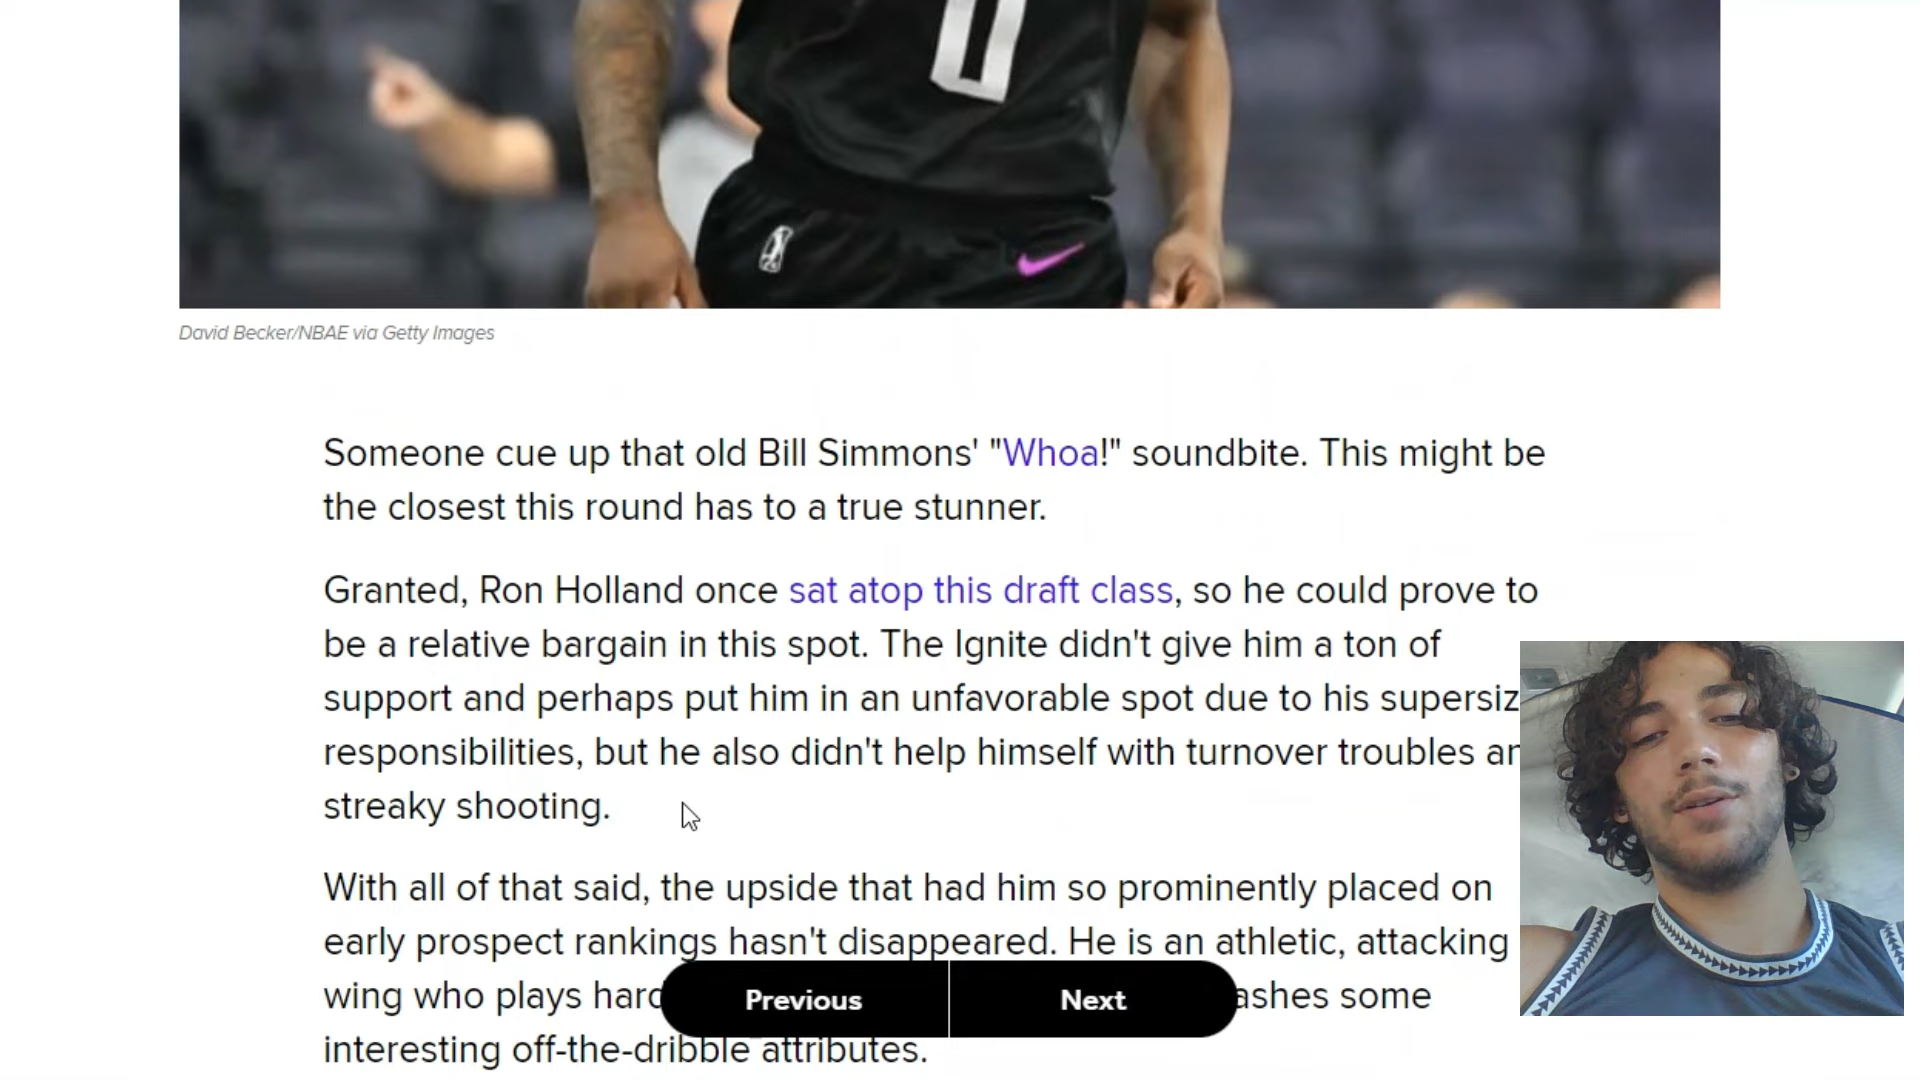 0
David Becker/NBAE via Getty Images
Someone cue up that old Bill Simmons' "Whoa!" soundbite. This might be
the closest this round has to a true stunner.
Granted, Ron Holland once sat atop this draft class, so he could prove to
be a relative bargain in this spot. The Ignite didn't give him a ton of
support and perhaps put him in an unfavorable spot due to his supersiz
responsibilities, but he also didn't help himself with turnover troubles an
streaky shooting.
With all of that said, the upside that had him so prominently placed on
early prospect rankings hasn't disappeared. He is an athletic, attacking
wing who plays hard ashes some
interesting off-the-dribble attributes.
Previous
Next